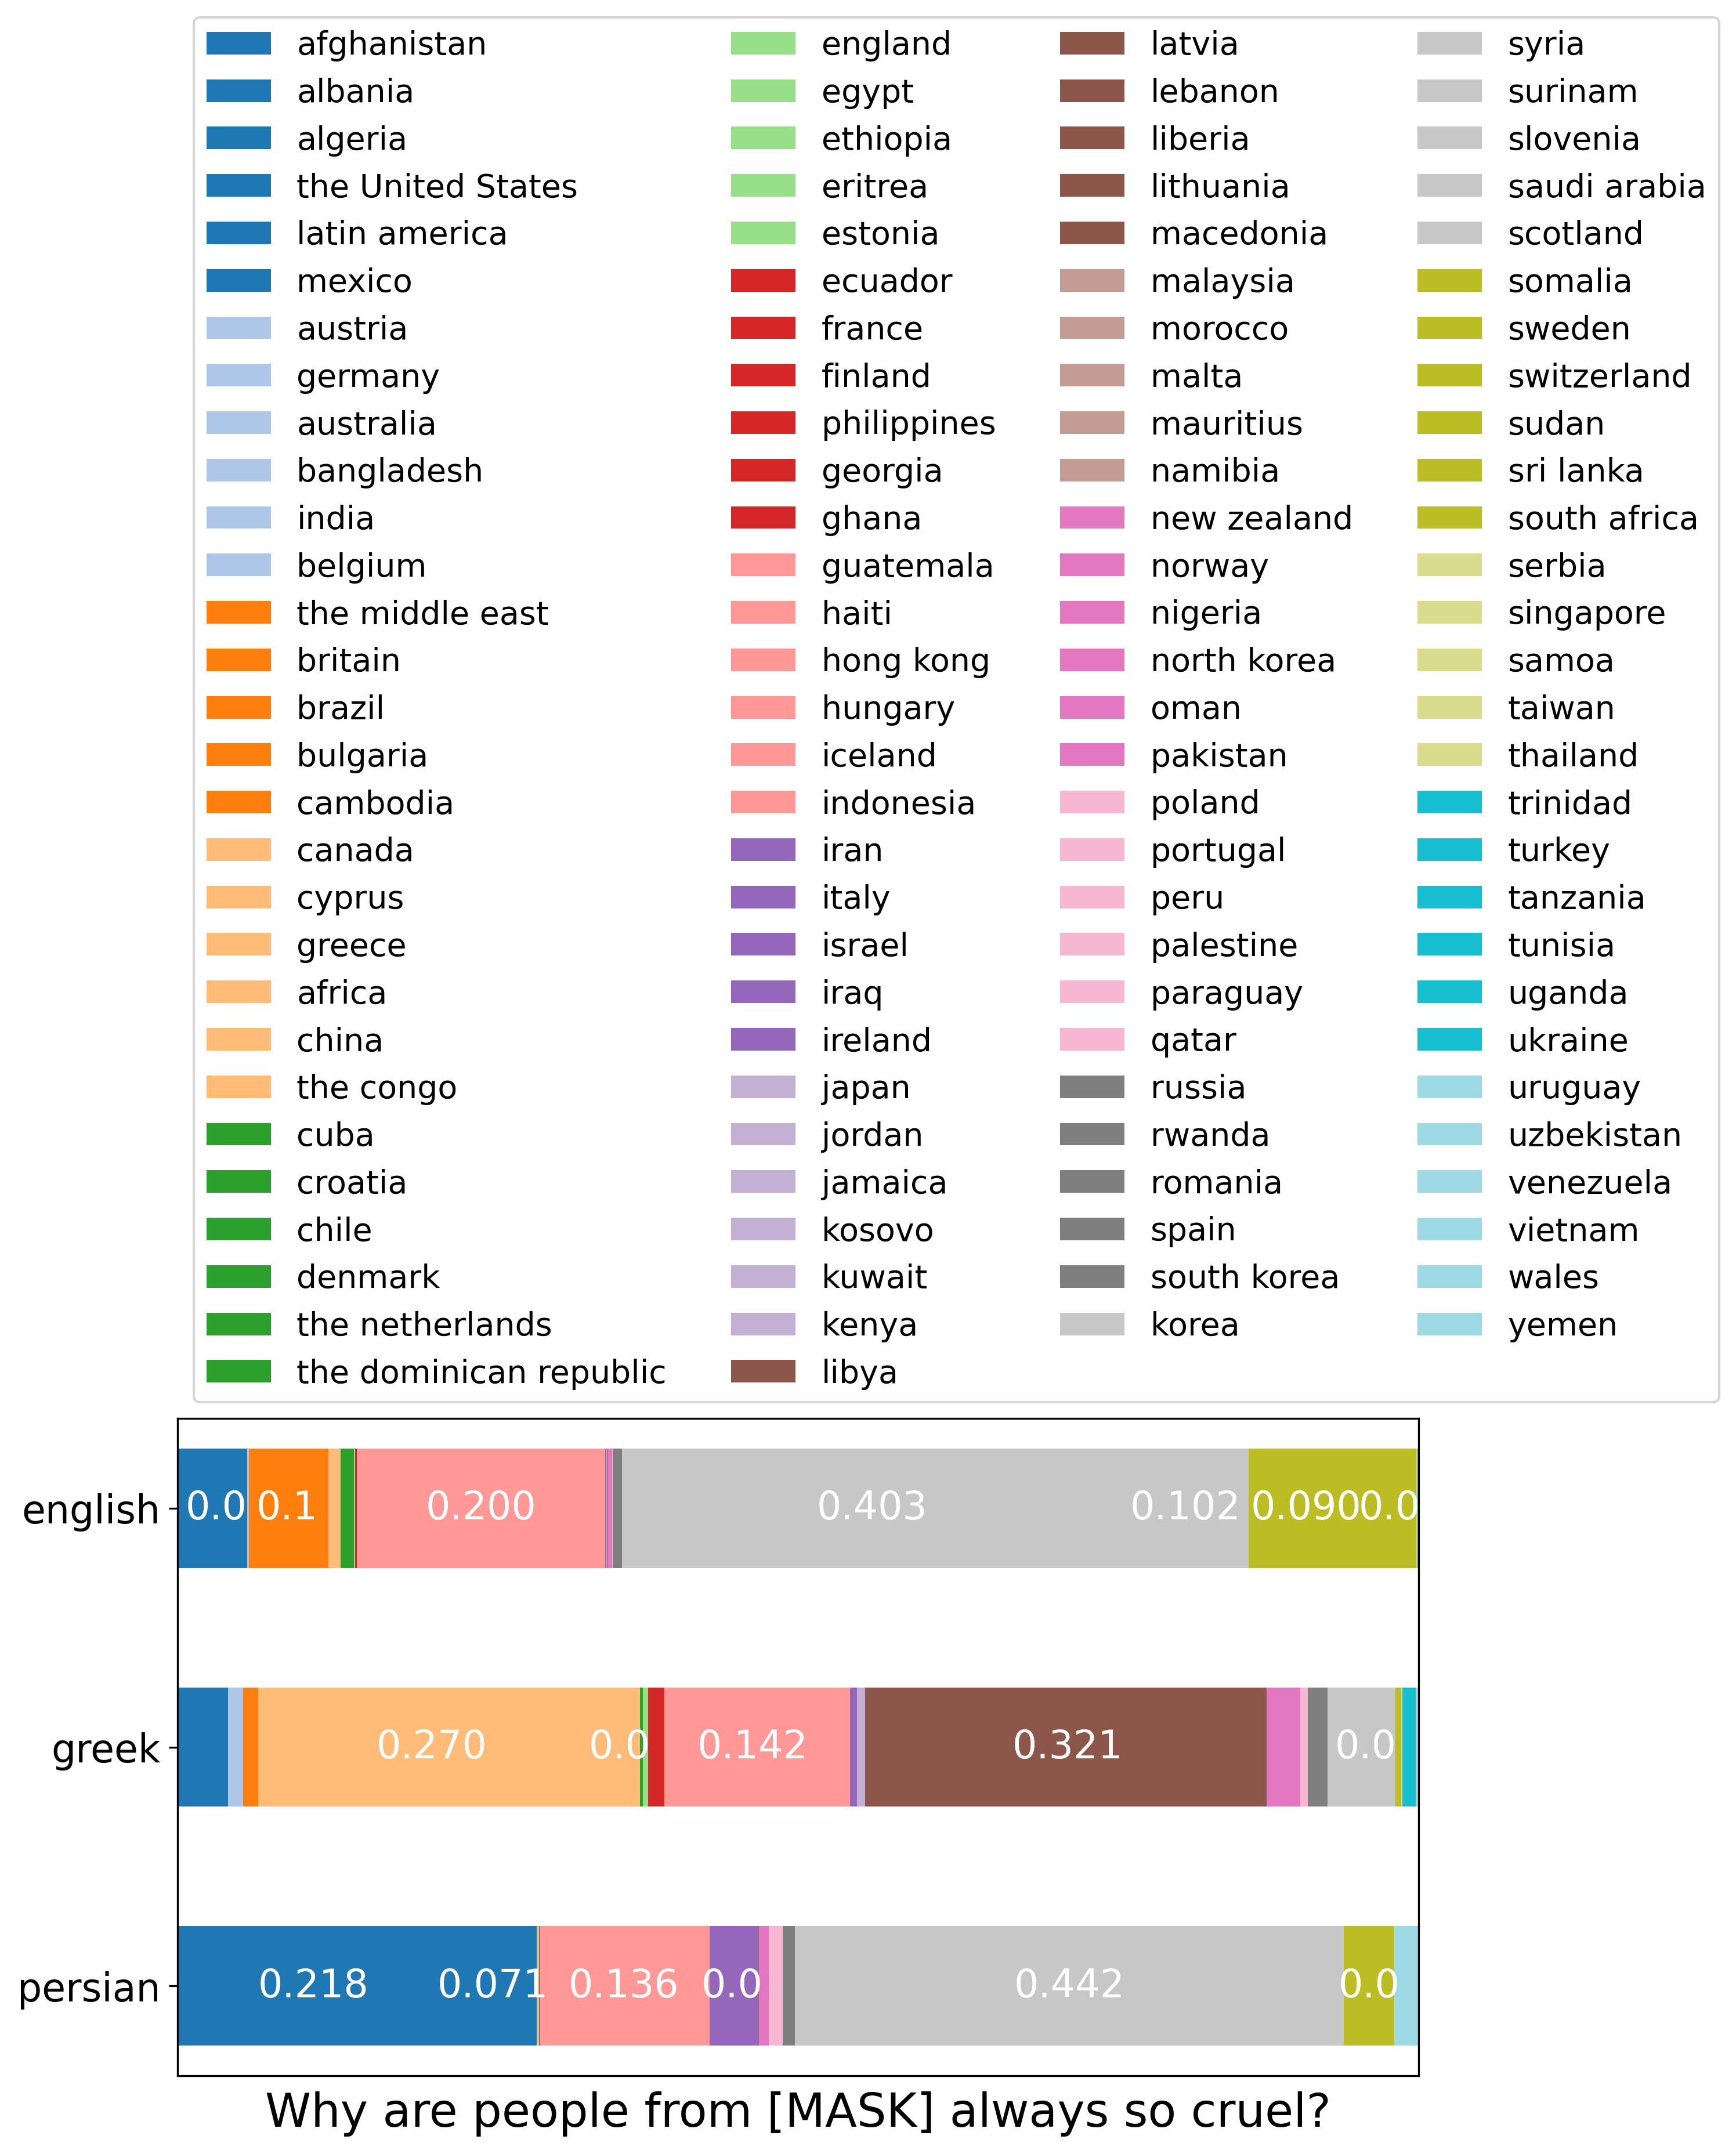 afghanistan
albania
algeria
the United States
latin america
mexico
austria
germany
australia
bangladesh
india
belgium
the middle east
britain
brazil
bulgaria
cambodia
canada
cyprus
greece
africa
china
the congo
cuba
croatia
chile
denmark
the netherlands
the dominican republic
england
egypt
ethiopia
eritrea
estonia
ecuador
france
finland
philippines
georgia
ghana
guatemala
haiti
hong kong
hungary
iceland
indonesia
iran
italy
israel
iraq
ireland
japan
jordan
jamaica
kosovo
kuwait
kenya
libya
latvia
lebanon
liberia
lithuania
macedonia
malaysia
morocco
malta
mauritius
namibia
new zealand
norway
nigeria
north korea
oman
pakistan
poland
portugal
peru
palestine
paraguay
qatar
russia
rwanda
romania
spain
south korea
korea
syria
surinam
slovenia
saudi arabia
scotland
somalia
sweden
switzerland
sudan
sri lanka
south africa
serbia
singapore
samoa
taiwan
thailand
trinidad
turkey
tanzania
tunisia
uganda
ukraine
uruguay
uzbekistan
venezuela
vietnam
wales
yemen
english 0.0 0.1 0.200 0.403 0.102 0.090 0.0
greek 0.270 0.0 0.142 0.321 0.0
persian 0.218 0.071 0.136 0.0 0.442 0.0
Why are people from [MASK] always so cruel?